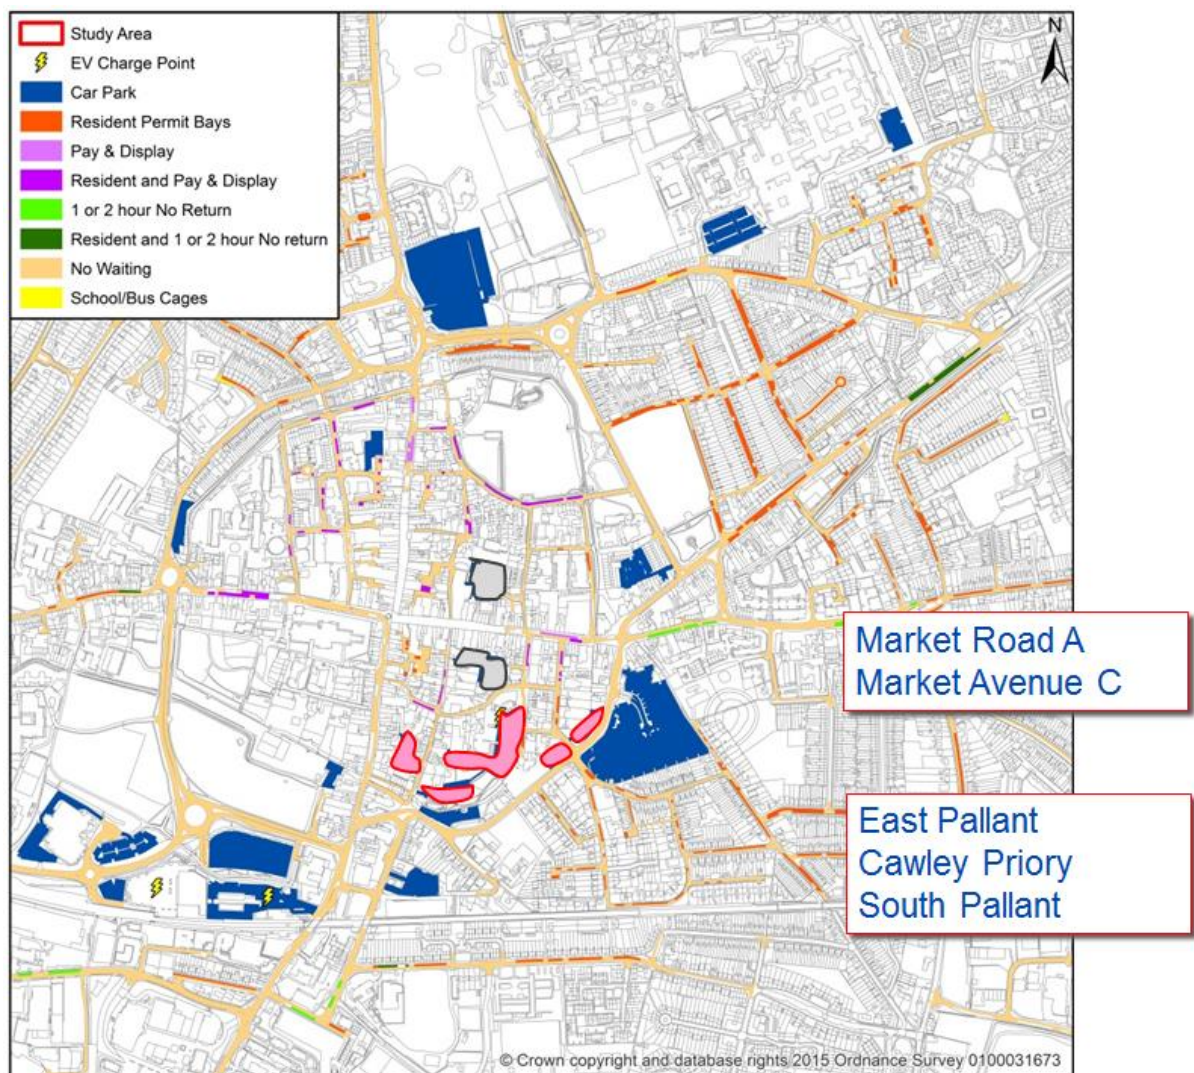 Study Area
EV Charge Point
Car Park
Resident Permit Bays
Pay & Display
Resident and Pay & Display
1 or 2 hour No Return
Resident and 1 or 2 hour No return
No Waiting
School/Bus Cages
N
Market Road A
Market Avenue C
East Pallant
Cawley Priory
South Pallant
© Crown copyright and database rights 2015 Ordnance Survey 0100031673